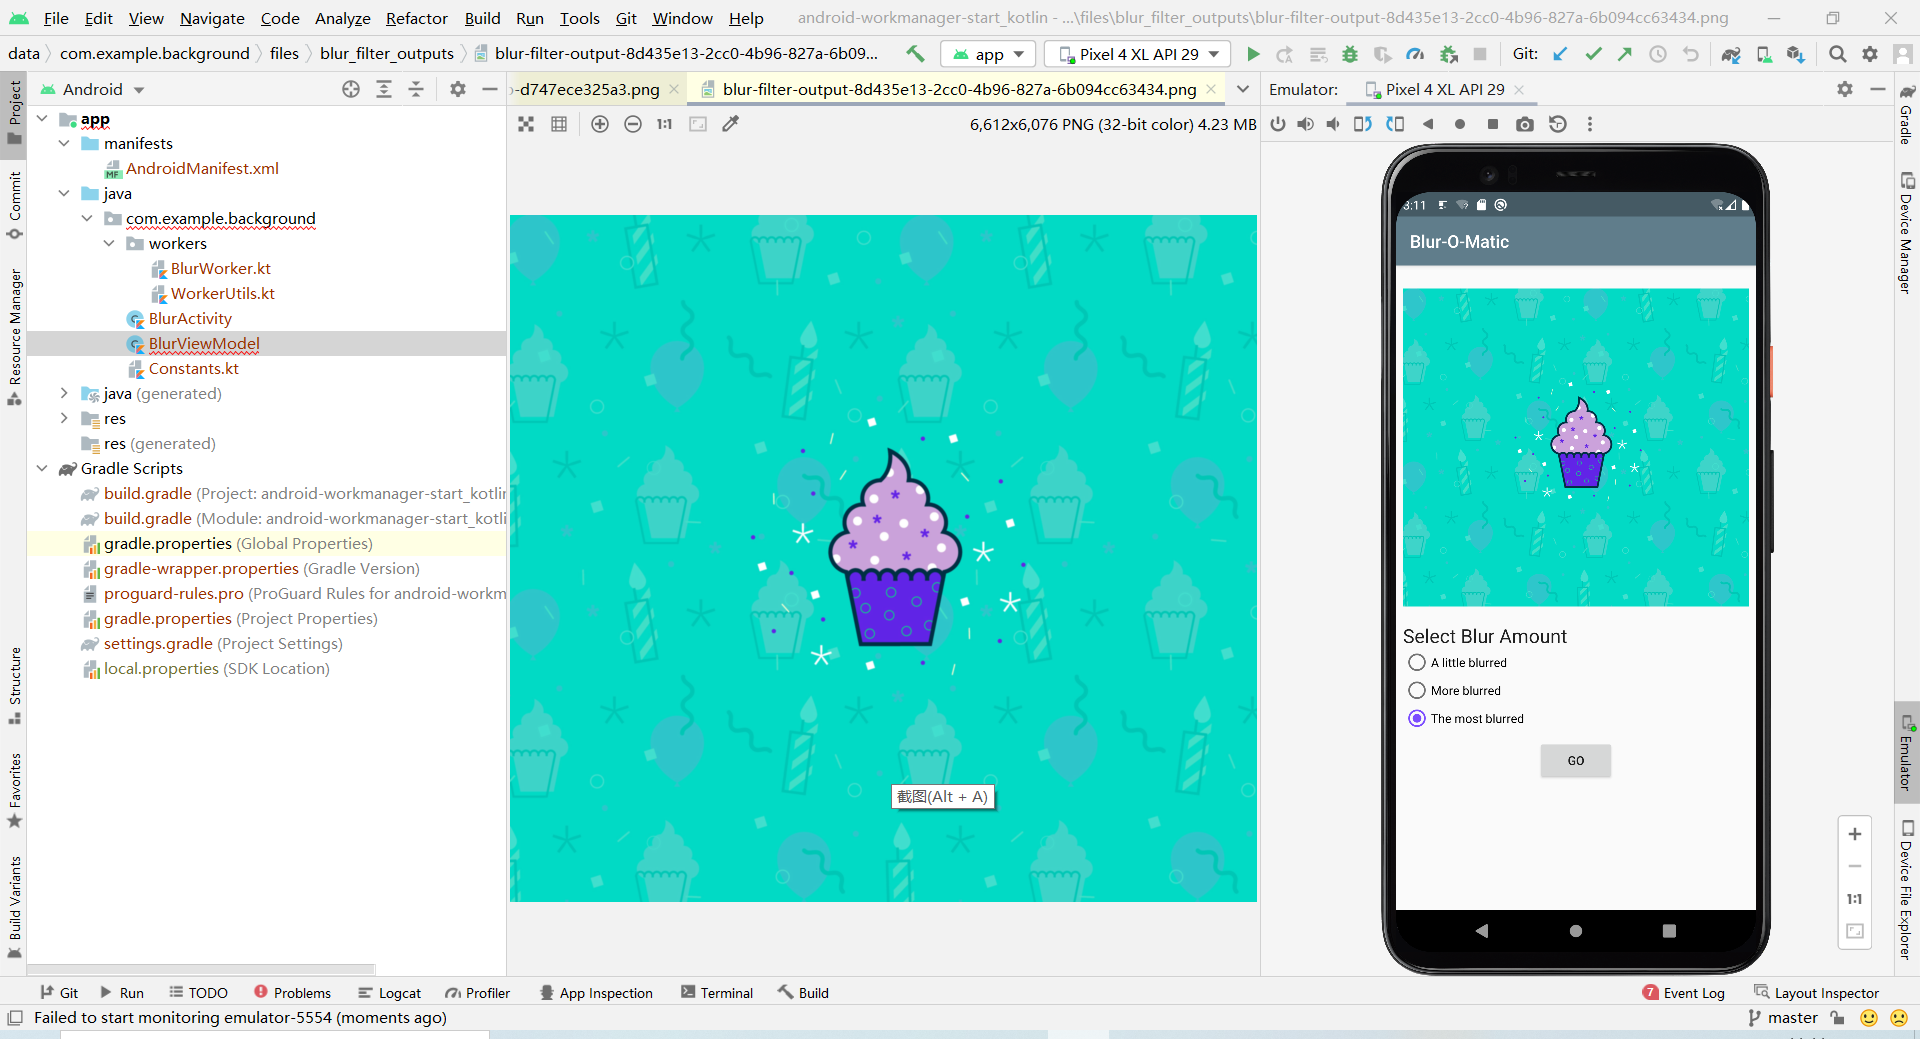 File Edit View Navigate Code Analyze Refactor Build Run Tools Git Window Help android-workmanager-start_kotlin - ...\files\blur_filter_outputs\blur-filter-output-8d435e13-2cc0-4b96-827a-6b094cc63434.png
data com.example.background files blur_filter_outputs blur-filter-output-8d435e13-2cc0-4b96-827a-6b09... app Pixel 4 XL API 29 Git:
Android
o-d747ece325a3.png blur-filter-output-8d435e13-2cc0-4b96-827a-6b094cc63434.png
Emulator: Pixel 4 XL API 29
1:1 6,612x6,076 PNG (32-bit color) 4.23 MB
Project
Commit
Resource Manager
Structure
Favorites
Build Variants
app
manifests
MF AndroidManifest.xml
java
com.example.background
workers
BlurWorker.kt
WorkerUtils.kt
BlurActivity
BlurViewModel
Constants.kt
java (generated)
res
res (generated)
Gradle Scripts
build.gradle (Project: android-workmanager-start_kotlin
build.gradle (Module: android-workmanager-start_kotli
gradle.properties (Global Properties)
gradle-wrapper.properties (Gradle Version)
proguard-rules.pro (ProGuard Rules for android-workm
gradle.properties (Project Properties)
settings.gradle (Project Settings)
local.properties (SDK Location)
截图(Alt + A)
3:11
Blur-O-Matic
Select Blur Amount
A little blurred
More blurred
The most blurred
GO
1:1
Gradle
Device Manager
Emulator
Device File Explorer
Git Run TODO Problems Logcat Profiler App Inspection Terminal Build 7 Event Log Layout Inspector
Failed to start monitoring emulator-5554 (moments ago) master